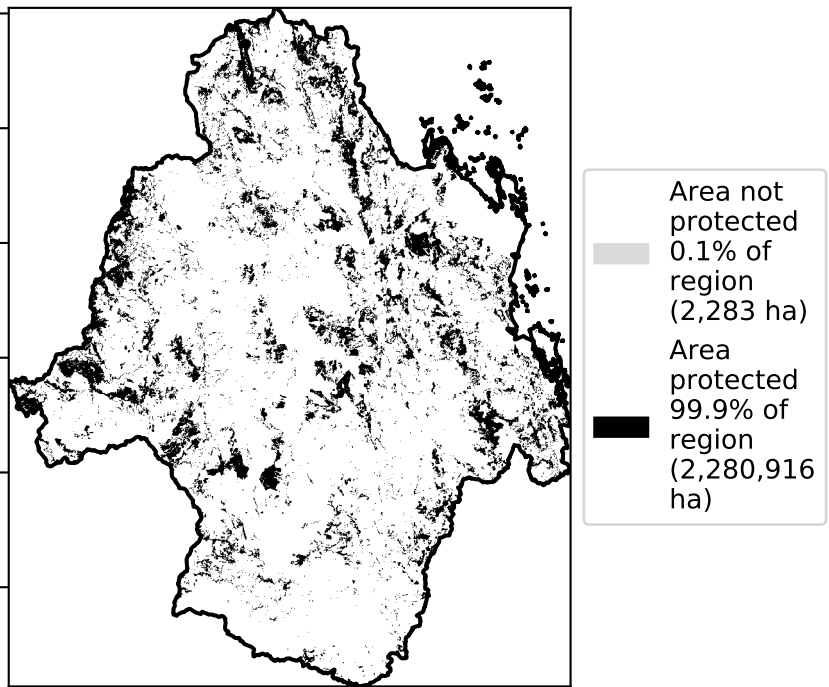 Area not
protected
0.1% of
region
(2,283 ha)
Area
protected
99.9% of
region
(2,280,916
ha)